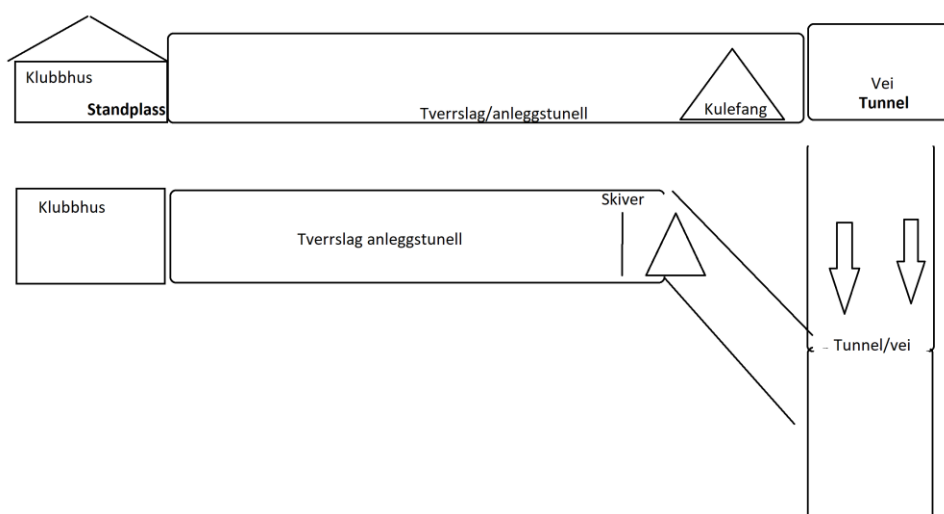 Klubbhus
Standplass
Tverrslag/anleggstunell
Kulefang
Vei
Tunnel
Klubbhus
Tverrslag anleggstunell
Skiver
Tunnel/vei